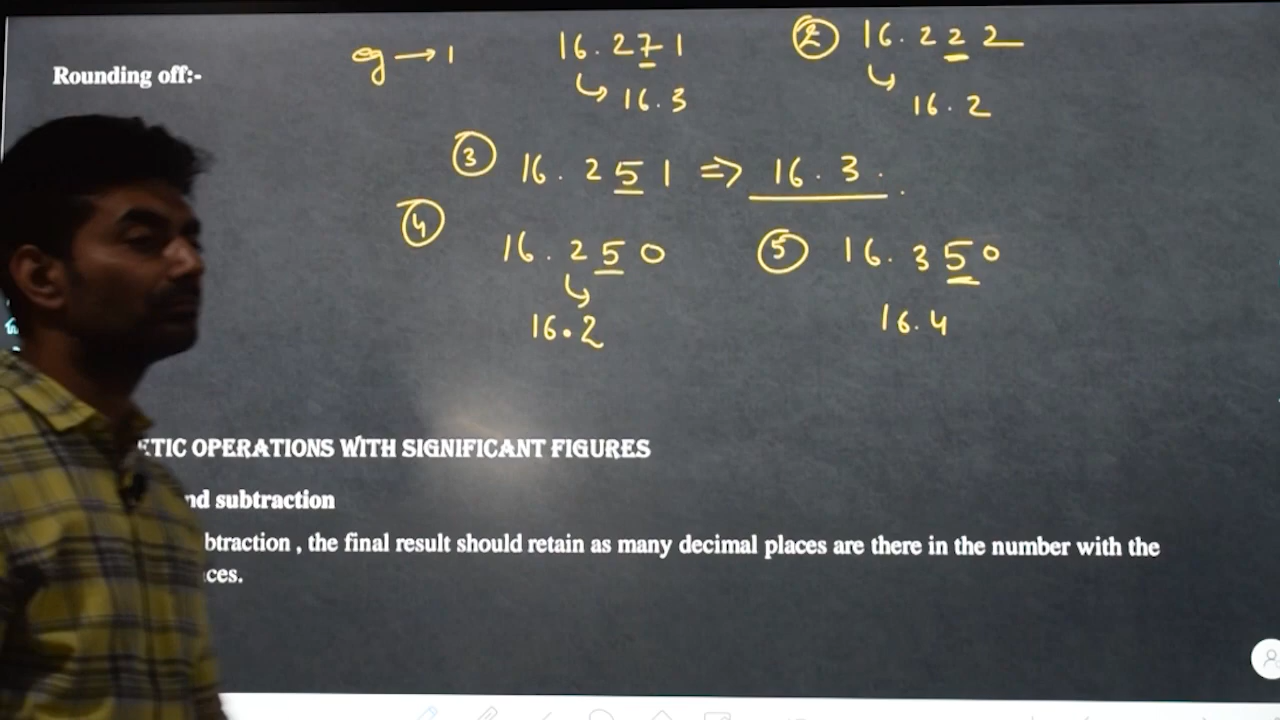 Rounding off:-
eg → 1 16.271
↳ 16.3
② 16.222
↳ 16.2
③ 16.251 ⇒ 16.3.
④ 16.250
↳ 16.2
⑤ 16.350
16.4
ETIC OPERATIONS WITH SIGNIFICANT FIGURES
nd subtraction
btraction , the final result should retain as many decimal places are there in the number with the
ces.